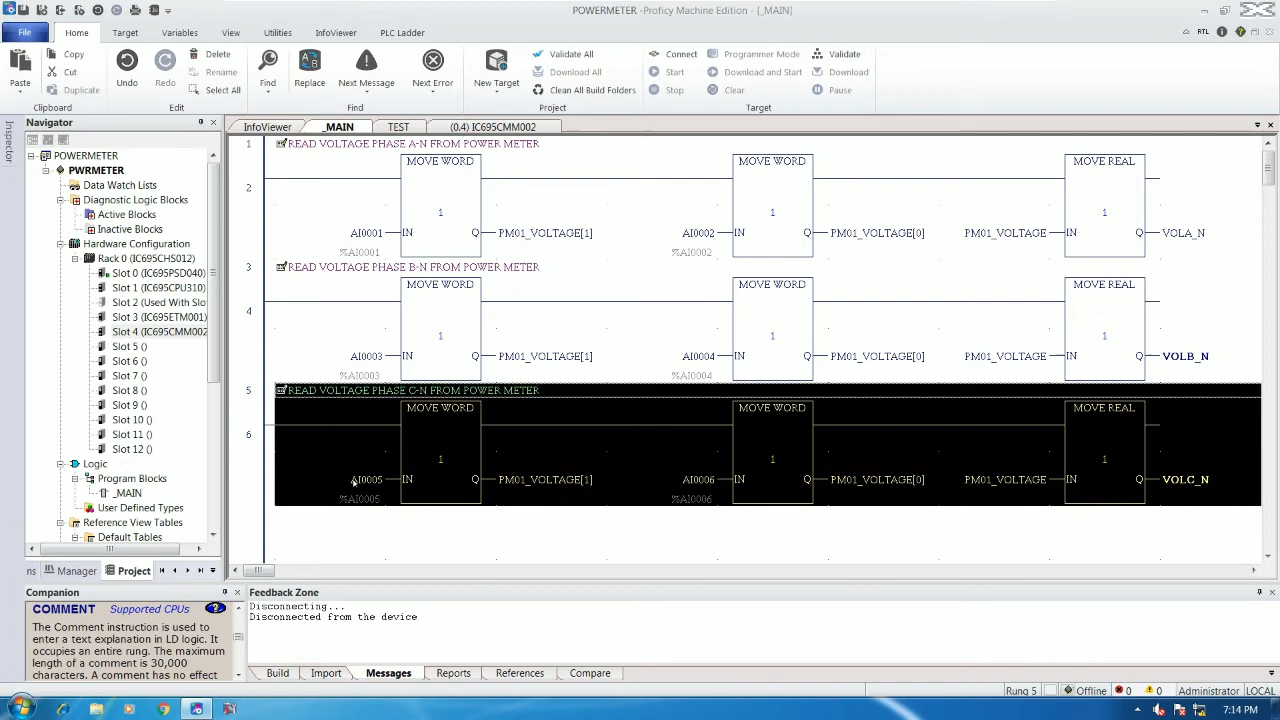 POWERMETER - Proficy Machine Edition - [_MAIN]
File
Home
Target
Variables
View
Utilities
InfoViewer
PLC Ladder
RTL
Paste
Copy
Cut
Duplicate
Clipboard
Undo
Redo
Delete
Rename
Select All
Edit
Find
Replace
Next Message
Next Error
Find
New Target
Validate All
Download All
Clean All Build Folders
Project
Connect
Start
Stop
Programmer Mode
Download and Start
Clear
Validate
Download
Pause
Target
Inspector
Navigator
POWERMETER
PWRMETER
Data Watch Lists
Diagnostic Logic Blocks
Active Blocks
Inactive Blocks
Hardware Configuration
Rack 0 (IC695CHS012)
Slot 0 (IC695PSD040)
Slot 1 (IC695CPU310)
Slot 2 (Used With Slo
Slot 3 (IC695ETM001)
Slot 4 (IC695CMM002
Slot 5 ()
Slot 6 ()
Slot 7 ()
Slot 8 ()
Slot 9 ()
Slot 10 ()
Slot 11 ()
Slot 12 ()
Logic
Program Blocks
_MAIN
User Defined Types
Reference View Tables
Default Tables
ns
Manager
Project
InfoViewer
_MAIN
TEST
(0.4) IC695CMM002
1
READ VOLTAGE PHASE A-N FROM POWER METER
2
MOVE WORD
MOVE WORD
MOVE REAL
1
1
1
AI0001 IN Q PM01_VOLTAGE[1]
AI0002 IN Q PM01_VOLTAGE[0]
PM01_VOLTAGE IN Q VOLA_N
%AI0001
%AI0002
3
READ VOLTAGE PHASE B-N FROM POWER METER
4
MOVE WORD
MOVE WORD
MOVE REAL
1
1
1
AI0003 IN Q PM01_VOLTAGE[1]
AI0004 IN Q PM01_VOLTAGE[0]
PM01_VOLTAGE IN Q VOLB_N
%AI0003
%AI0004
5
READ VOLTAGE PHASE C-N FROM POWER METER
6
MOVE WORD
MOVE WORD
MOVE REAL
1
1
1
AI0005 IN Q PM01_VOLTAGE[1]
AI0006 IN Q PM01_VOLTAGE[0]
PM01_VOLTAGE IN Q VOLC_N
%AI0005
%AI0006
Companion
COMMENT Supported CPUs
The Comment instruction is used to
enter a text explanation in LD logic. It
occupies an entire rung. The maximum
length of a comment is 30,000
characters. A comment has no effect
Feedback Zone
Disconnecting...
Disconnected from the device
Build
Import
Messages
Reports
References
Compare
Rung 5
Offline
0
0
Administrator
LOCAL
7:14 PM